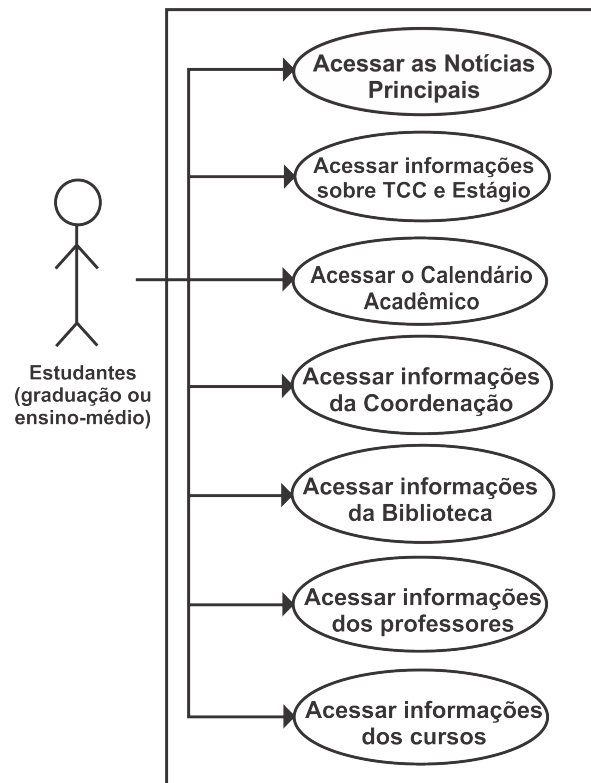 Acessar as Notícias
Principais
Acessar informações
sobre TCC e Estágio
Acessar o Calendário
Acadêmico
Estudantes
(graduação ou
ensino-médio)
Acessar informações
da Coordenação
Acessar informações
da Biblioteca
Acessar informações
dos professores
Acessar informações
dos cursos